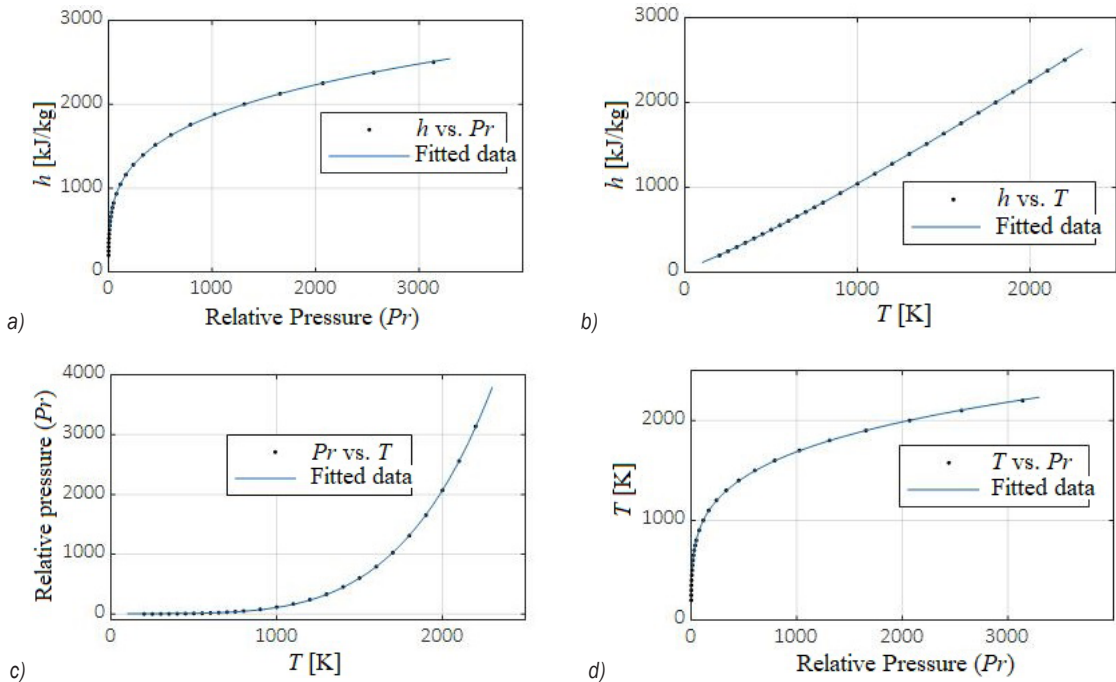 3000
2000
1000
0
h [kJ/kg]
h vs. Pr
Fitted data
0 1000 2000 3000
Relative Pressure (Pr)
a)
3000
2000
1000
0
h [kJ/kg]
h vs. T
Fitted data
0 1000 2000
T [K]
b)
4000
3000
2000
1000
0
Relative pressure (Pr)
Pr vs. T
Fitted data
0 1000 2000
T [K]
c)
2000
1000
0
T [K]
T vs. Pr
Fitted data
0 1000 2000 3000
Relative Pressure (Pr)
d)